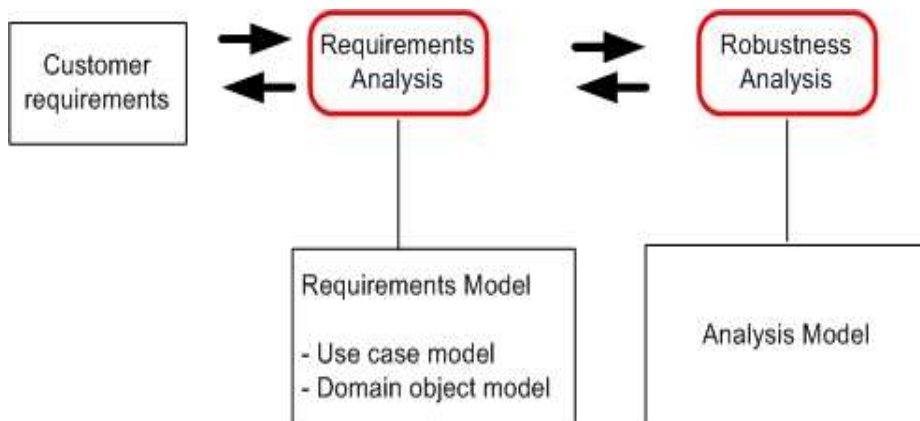 Customer
requirements
Requirements
Analysis
Robustness
Analysis
Requirements Model
- Use case model
- Domain object model
Analysis Model